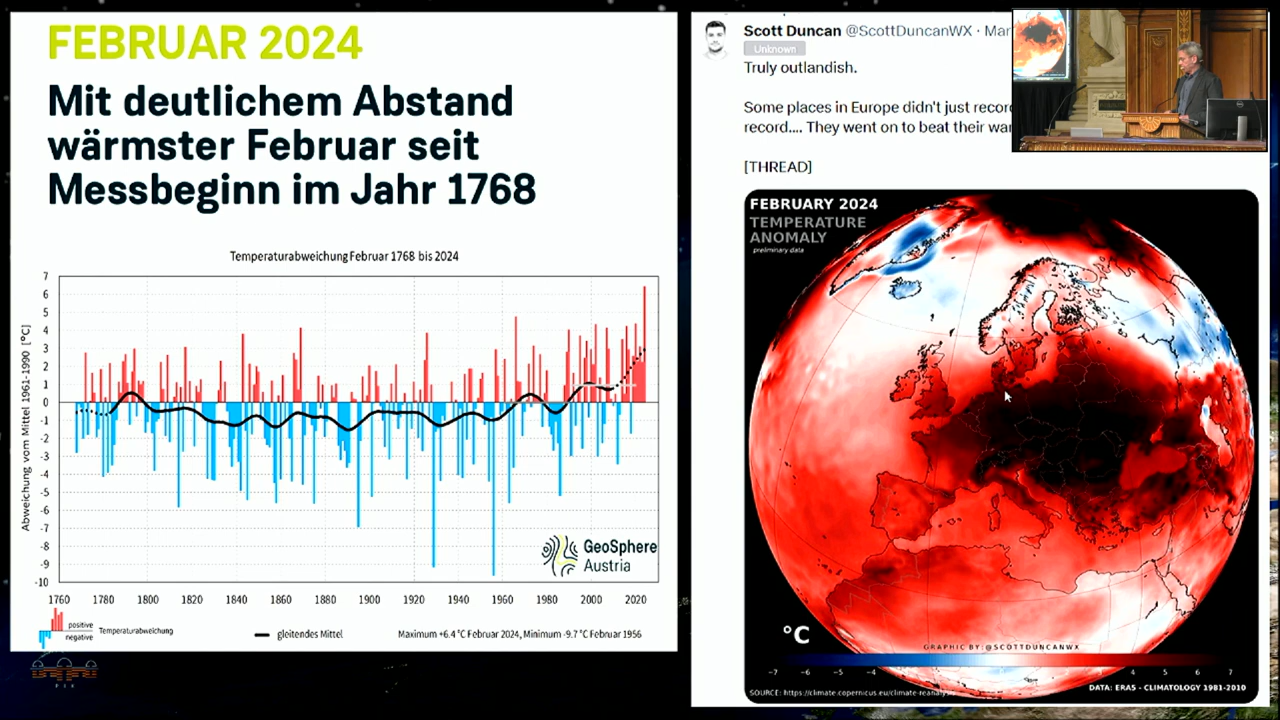 FEBRUAR 2024
Mit deutlichem Abstand
wärmster Februar seit
Messbeginn im Jahr 1768
Temperaturabweichung Februar 1768 bis 2024
Abweichung vom Mittel 1961-1990 [°C]
7
6
5
4
3
2
1
0
-1
-2
-3
-4
-5
-6
-7
-8
-9
-10
1760 1780 1800 1820 1840 1860 1880 1900 1920 1940 1960 1980 2000 2020
GeoSphere
Austria
positive
negative
Temperaturabweichung
gleitendes Mittel
Maximum +6.4 °C Februar 2024, Minimum -9.7 °C Februar 1956
PIK
Scott Duncan @ScottDuncanWX · Mar
Unknown
Truly outlandish.
Some places in Europe didn't just recor
record.... They went on to beat their war
[THREAD]
FEBRUARY 2024
TEMPERATURE
ANOMALY
preliminary data
°C
GRAPHIC BY: @SCOTTDUNCANWX
-7 -6 -5 -4 4 5 6 7
SOURCE: https://climate.copernicus.eu/climate-reanalysis
DATA: ERA5 - CLIMATOLOGY 1981-2010